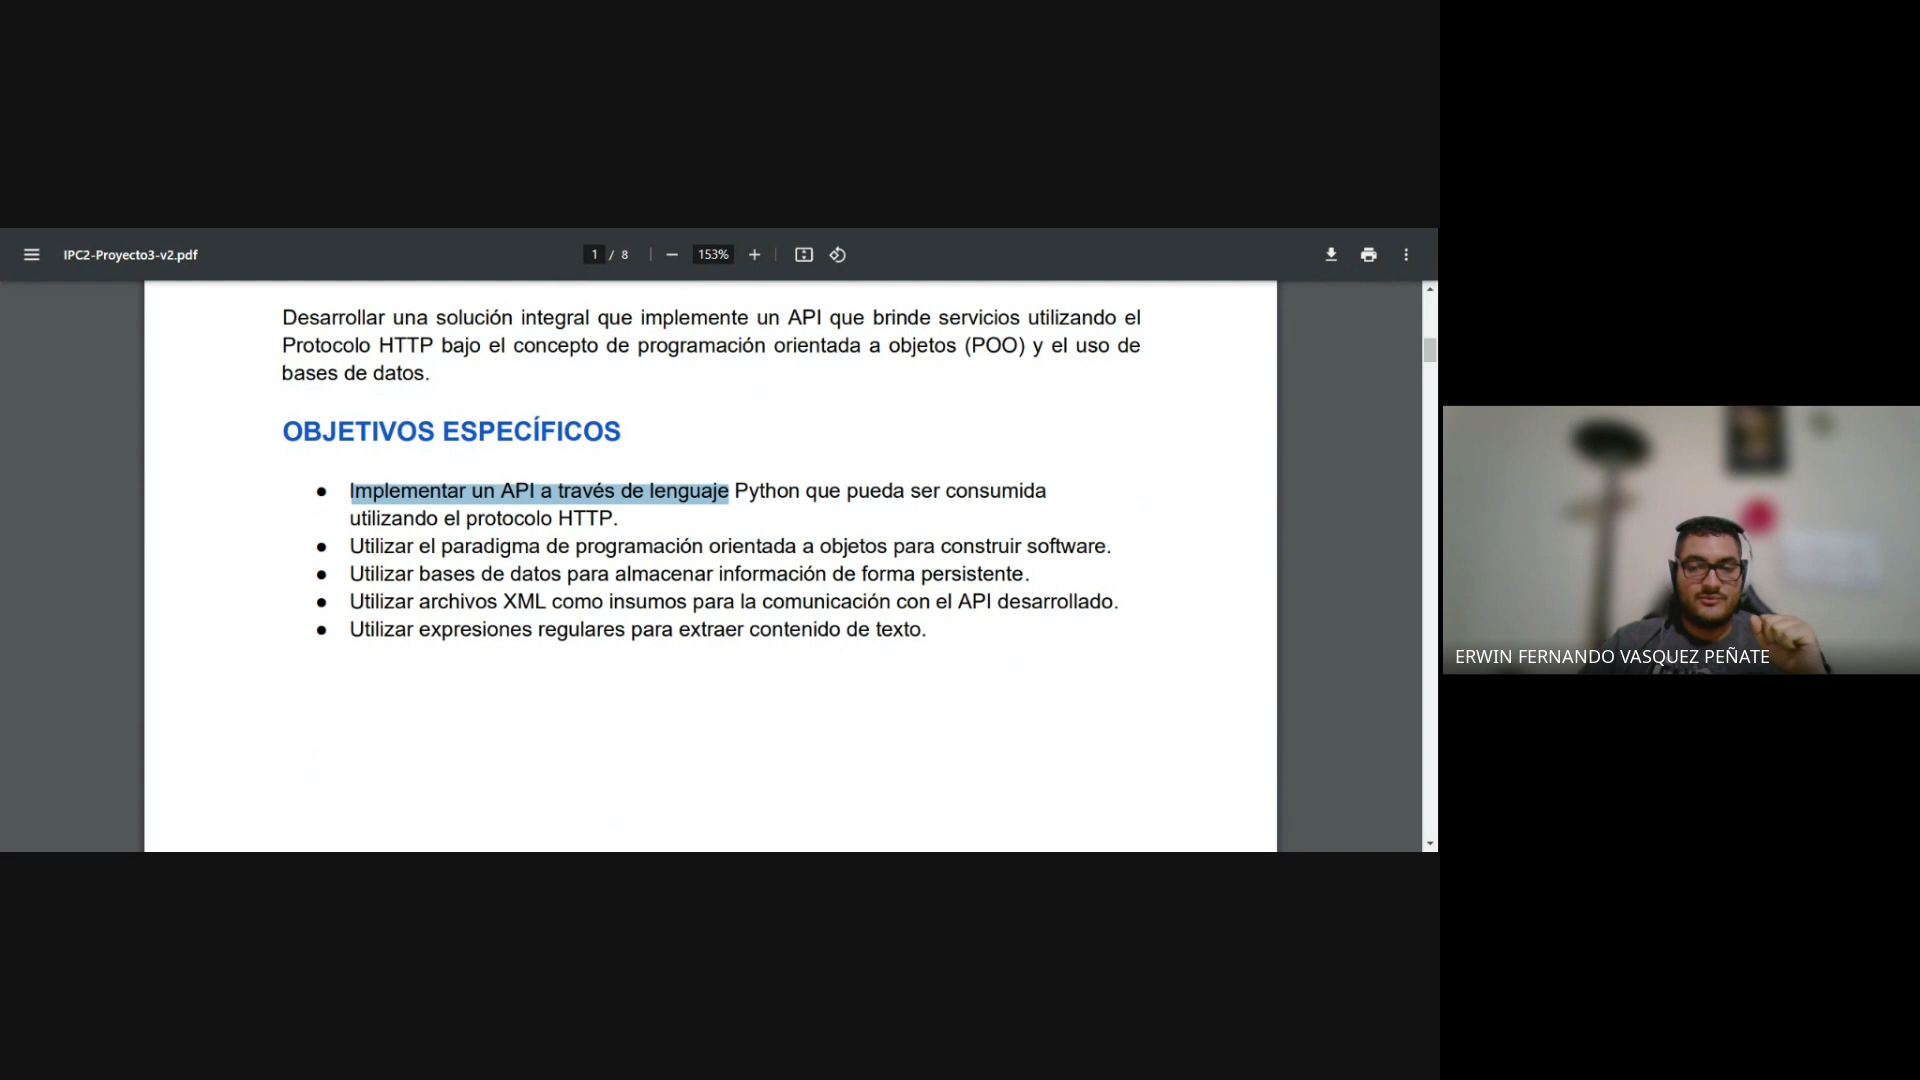 IPC2-Proyecto3-v2.pdf
1 / 8
153%
Desarrollar una solución integral que implemente un API que brinde servicios utilizando el
Protocolo HTTP bajo el concepto de programación orientada a objetos (POO) y el uso de
bases de datos.
OBJETIVOS ESPECÍFICOS
● Implementar un API a través de lenguaje Python que pueda ser consumida
utilizando el protocolo HTTP.
● Utilizar el paradigma de programación orientada a objetos para construir software.
● Utilizar bases de datos para almacenar información de forma persistente.
● Utilizar archivos XML como insumos para la comunicación con el API desarrollado.
● Utilizar expresiones regulares para extraer contenido de texto.
ERWIN FERNANDO VASQUEZ PEÑATE